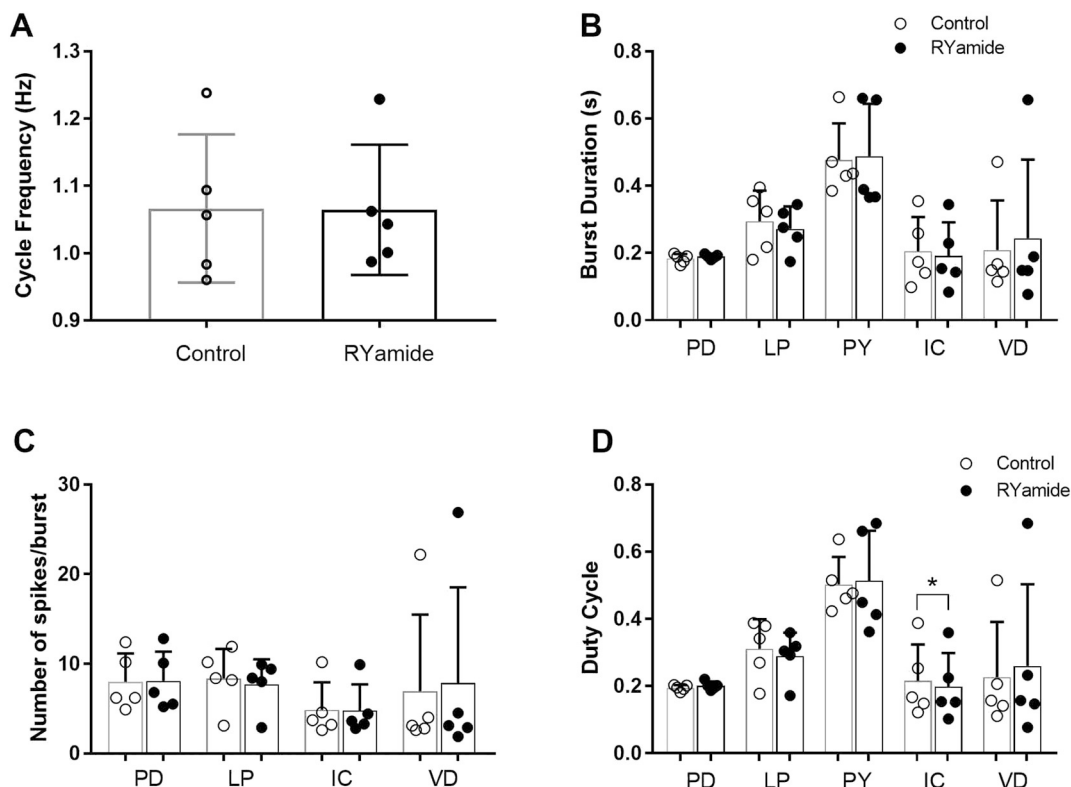 A
Cycle Frequency (Hz)
1.3
1.2
1.1
1.0
0.9
Control
RYamide
B
Control
RYamide
Burst Duration (s)
0.8
0.6
0.4
0.2
0.0
PD
LP
PY
IC
VD
C
Number of spikes/burst
30
20
10
0
PD
LP
IC
VD
D
Control
RYamide
Duty Cycle
0.8
0.6
0.4
0.2
0.0
*
PD
LP
PY
IC
VD